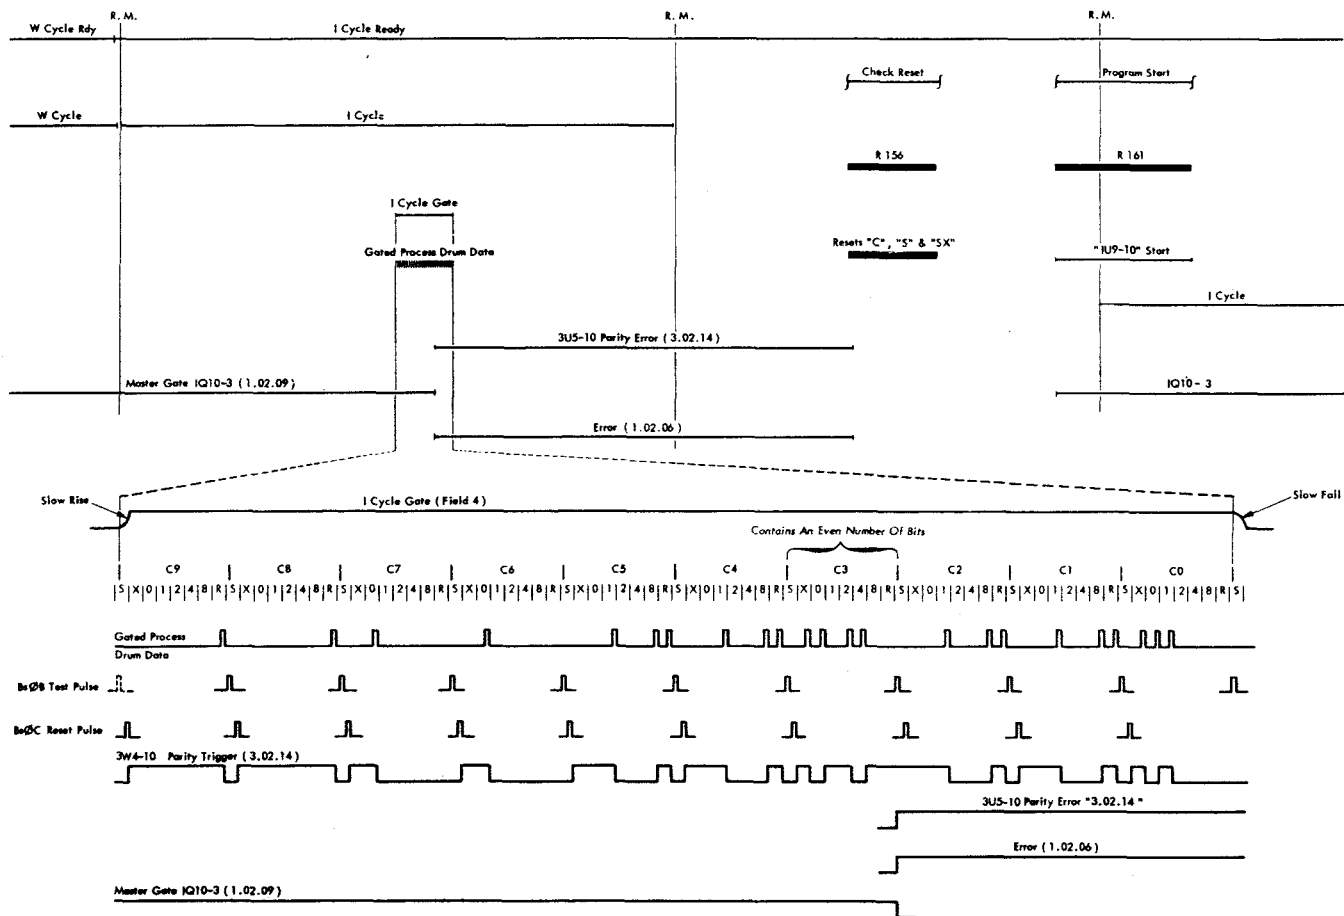 R. M. R. M. R. M.
W Cycle Rdy I Cycle Ready
Check Reset Program Start
W Cycle I Cycle
R 156 R 161
I Cycle Gate
Gated Process Drum Data Resets "C", "S" & "SX" "IU9-10" Start
I Cycle
3U5-10 Parity Error (3.02.14)
Master Gate IQ10-3 (1.02.09) IQ10-3
Error (1.02.06)
Slow Rise I Cycle Gate (Field 4) Slow Fall
Contains An Even Number Of Bits
C9 C8 C7 C6 C5 C4 C3 C2 C1 C0
S X 0 1 2 4 8 R S X 0 1 2 4 8 R S X 0 1 2 4 8 R S X 0 1 2 4 8 R S X 0 1 2 4 8 R S X 0 1 2 4 8 R S X 0 1 2 4 8 R S X 0 1 2 4 8 R S X 0 1 2 4 8 R S X 0 1 2 4 8 R S
Gated Process
Drum Data
BsØB Test Pulse
BsØC Reset Pulse
3W4-10 Parity Trigger (3.02.14)
3U5-10 Parity Error "3.02.14"
Error (1.02.06)
Master Gate IQ10-3 (1.02.09)